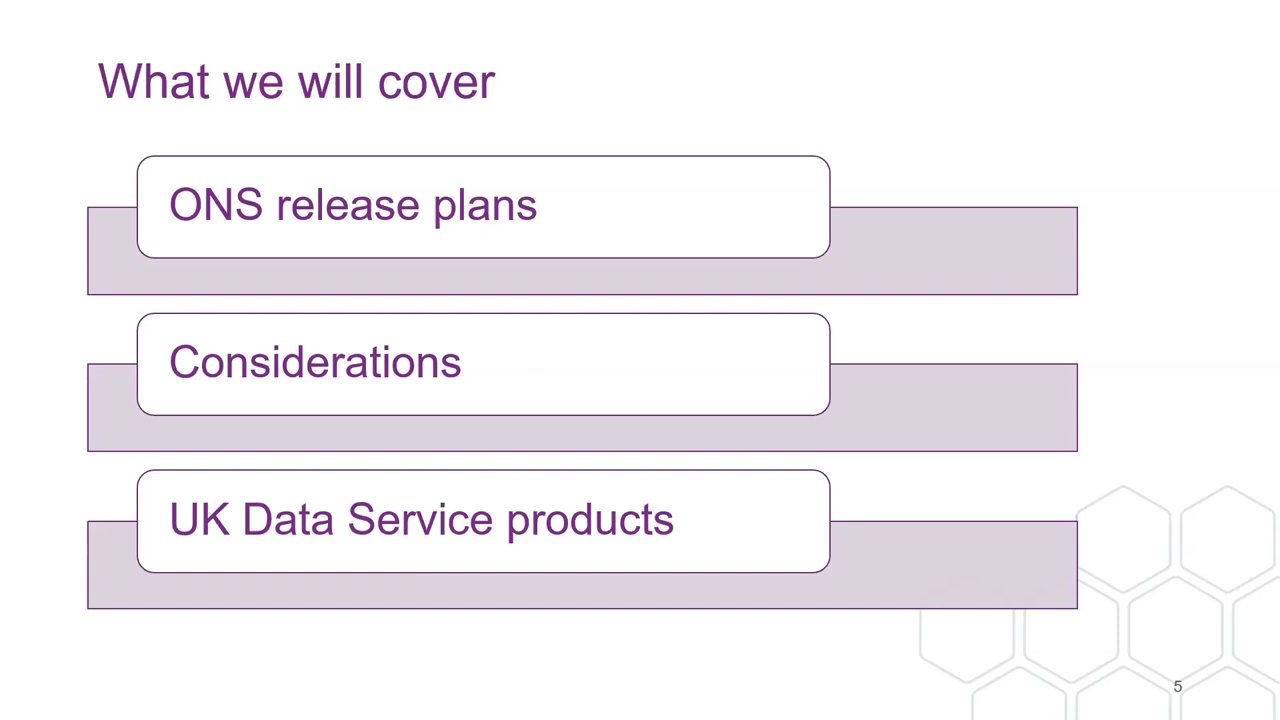 What we will cover
ONS release plans
Considerations
UK Data Service products
5